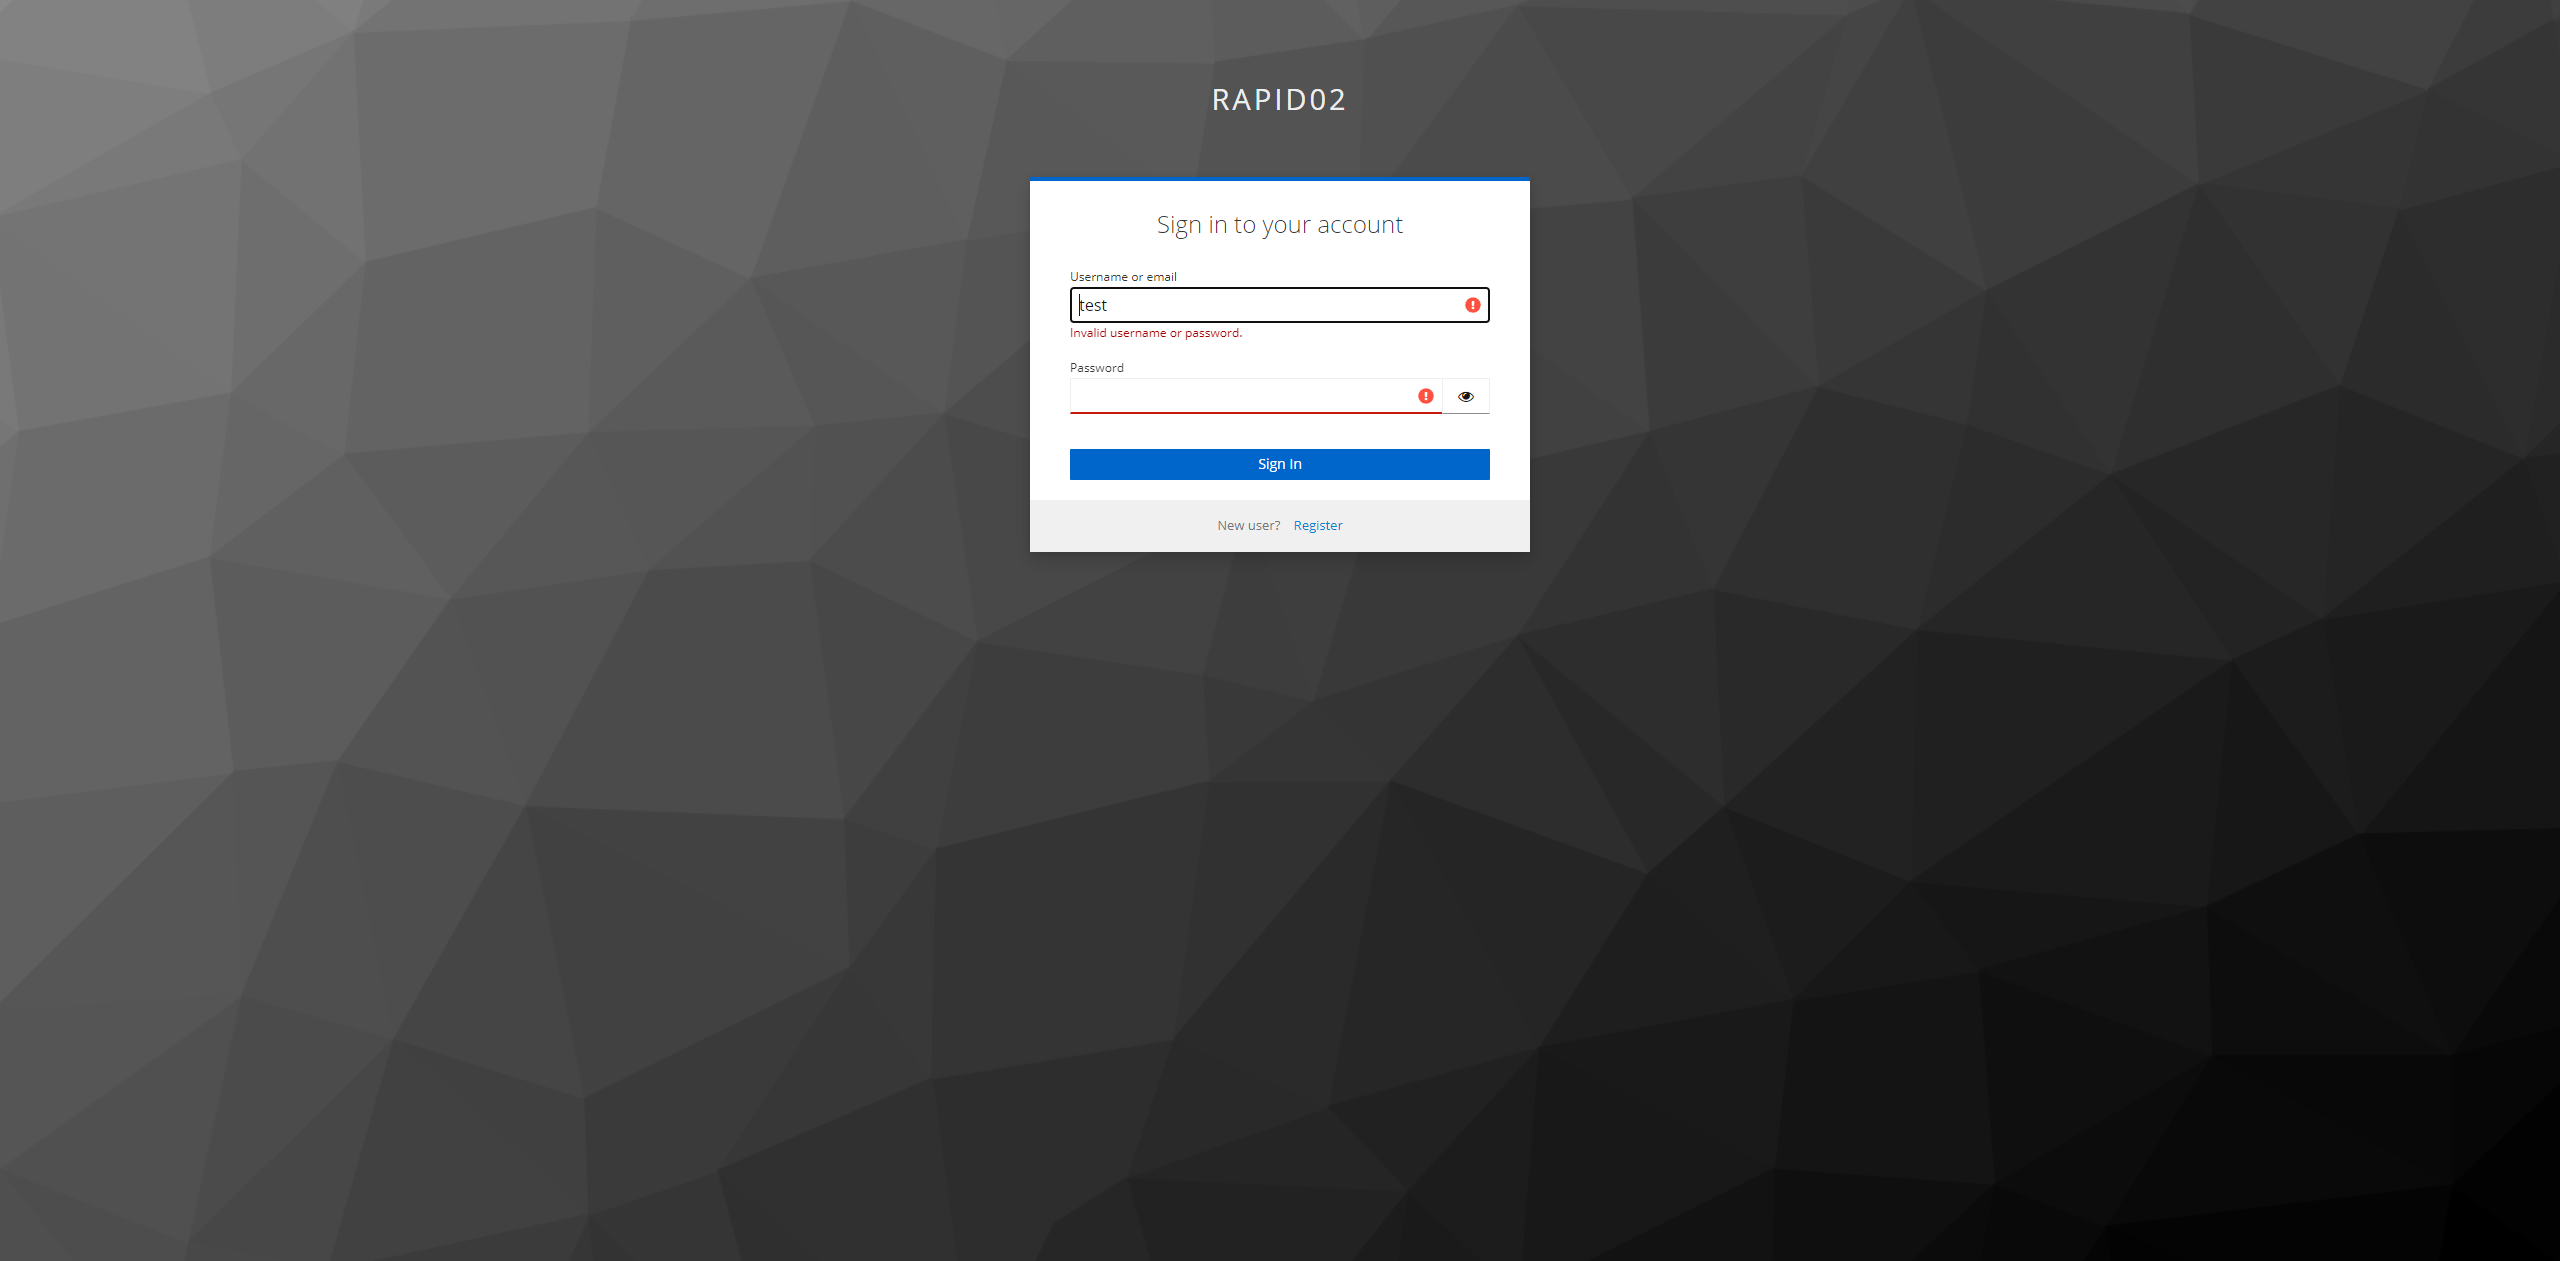 RAPID02
Sign in to your account
Username or email
test
Invalid username or password.
Password
Sign In
New user? Register